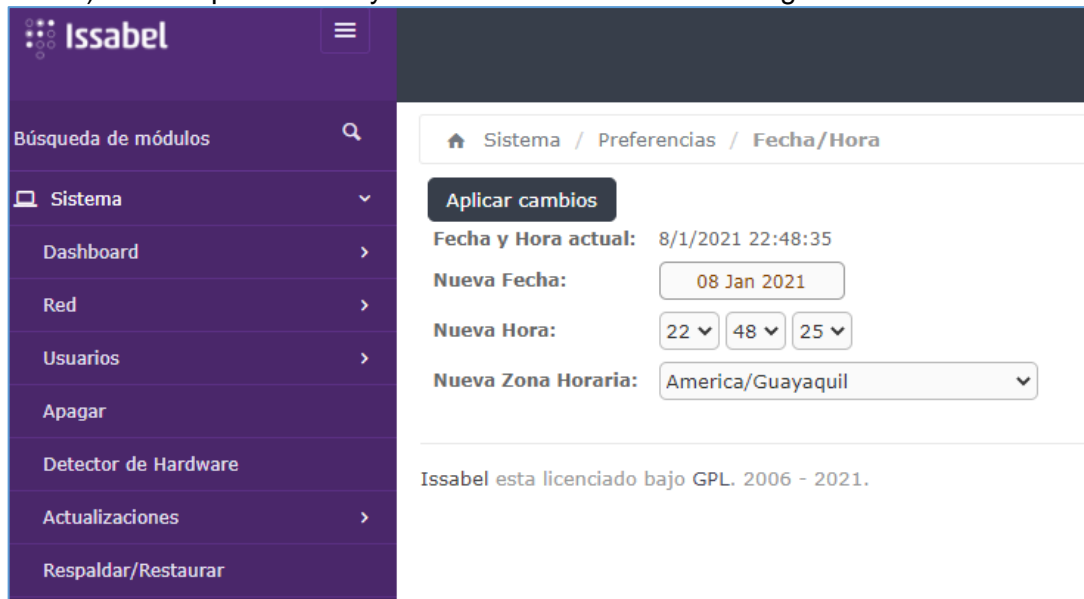 Issabel
Búsqueda de módulos
Sistema
Dashboard
Red
Usuarios
Apagar
Detector de Hardware
Actualizaciones
Respaldar/Restaurar
Sistema / Preferencias / Fecha/Hora
Aplicar cambios
Fecha y Hora actual: 8/1/2021 22:48:35
Nueva Fecha: 08 Jan 2021
Nueva Hora: 22 48 25
Nueva Zona Horaria: America/Guayaquil
Issabel esta licenciado bajo GPL. 2006 - 2021.